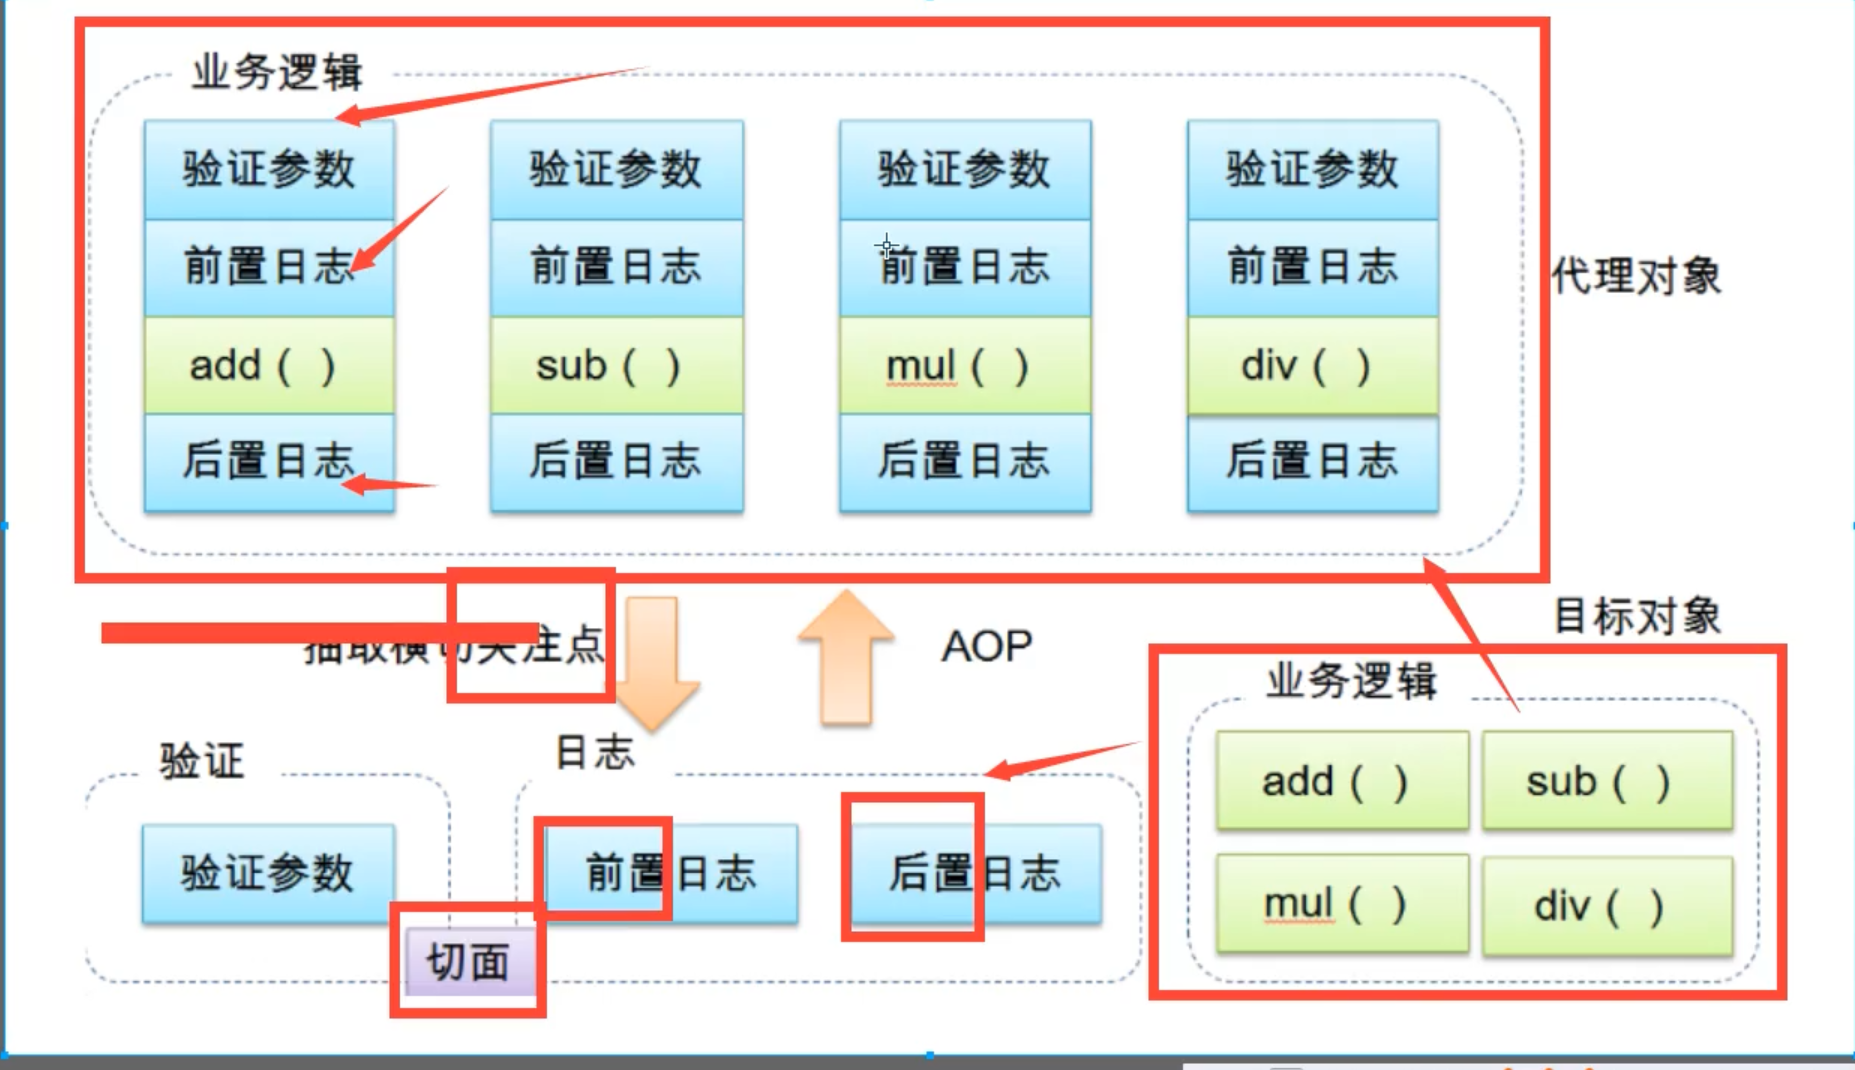 业务逻辑
验证参数 验证参数 验证参数 验证参数
前置日志 前置日志 前置日志 前置日志
代理对象
add ( ) sub ( ) mul ( ) div ( )
后置日志 后置日志 后置日志 后置日志
抽取横切关注点
AOP
目标对象
业务逻辑
验证
日志
add ( ) sub ( )
验证参数 前置日志 后置日志
mul ( ) div ( )
切面